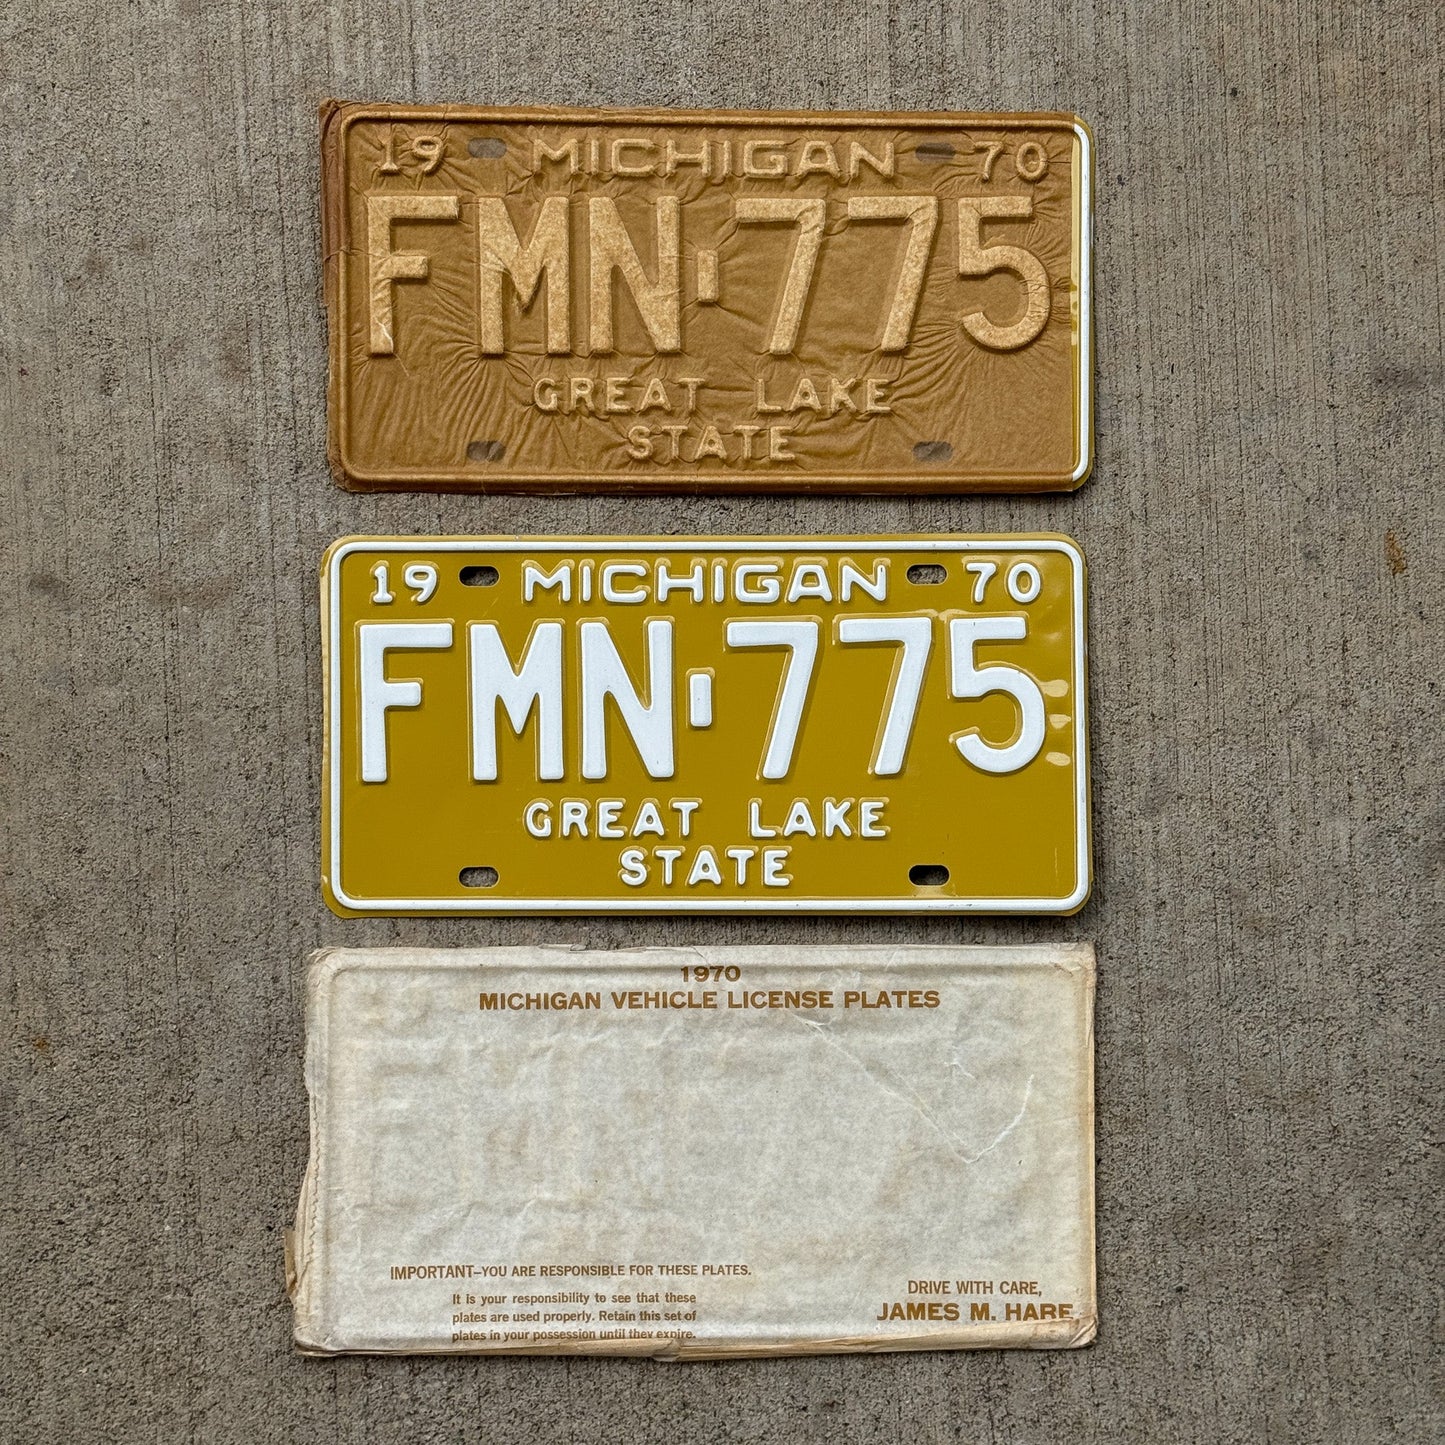 19 MICHIGAN 70
FMN-775
GREAT LAKE
STATE
19 MICHIGAN 70
FMN-775
GREAT LAKE
STATE
1970
MICHIGAN VEHICLE LICENSE PLATES
IMPORTANT—YOU ARE RESPONSIBLE FOR THESE PLATES.
It is your responsibility to see that these
plates are used properly. Retain this set of
plates in your possession until they expire.
DRIVE WITH CARE,
JAMES M. HARE